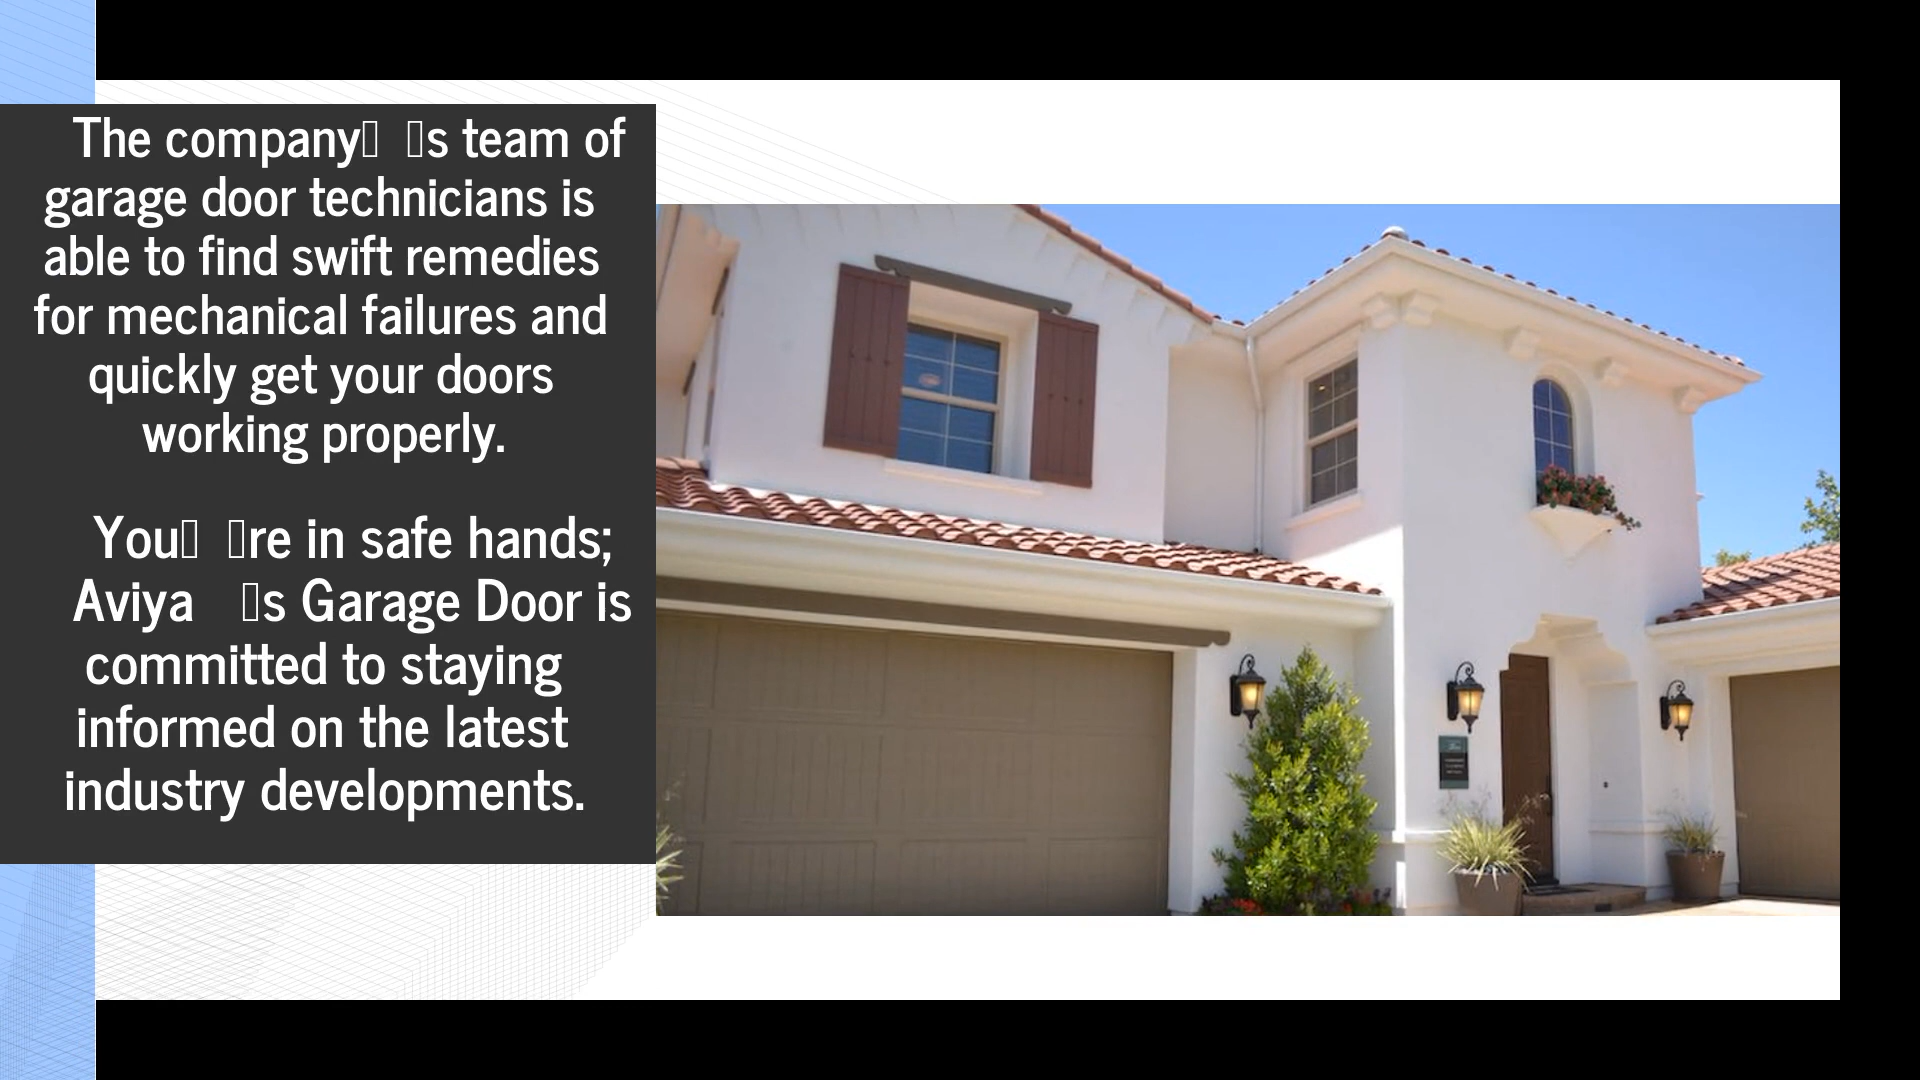 The company▯ ▯s team of
garage door technicians is
able to find swift remedies
for mechanical failures and
quickly get your doors
working properly.
You▯ ▯re in safe hands;
Aviya ▯s Garage Door is
committed to staying
informed on the latest
industry developments.